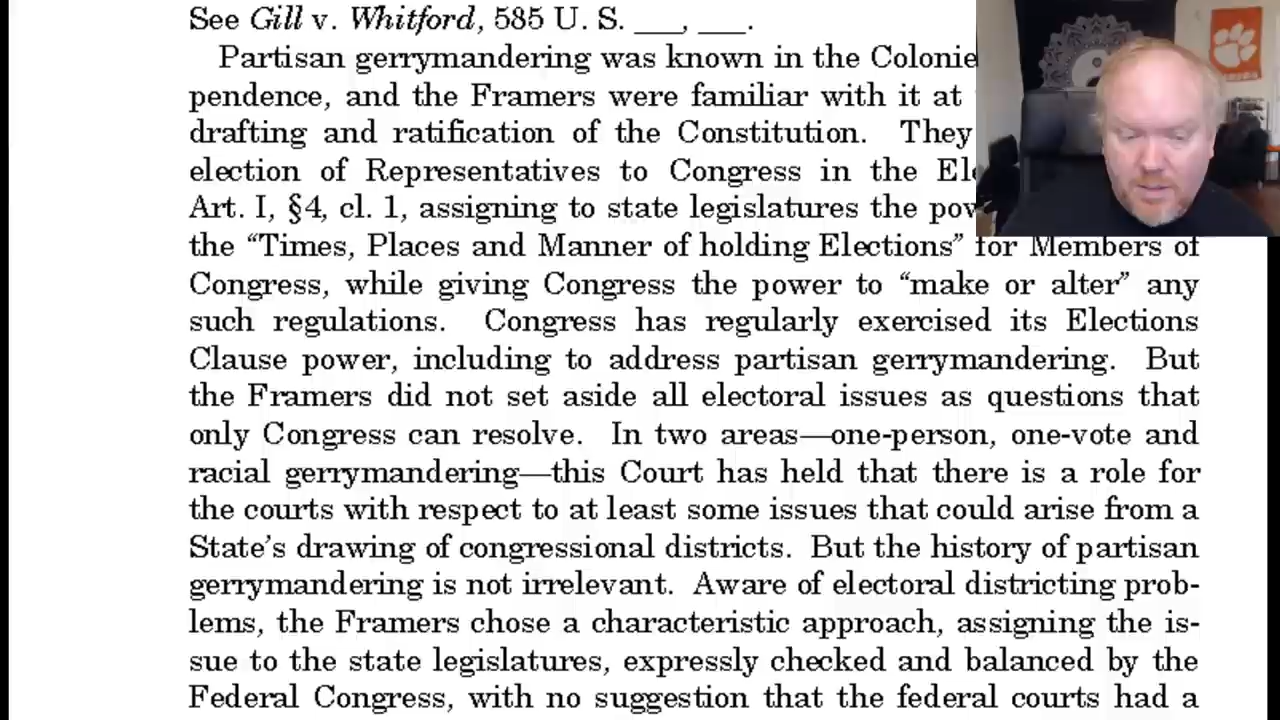 See Gill v. Whitford, 585 U. S. ___, ___.
Partisan gerrymandering was known in the Colonie
pendence, and the Framers were familiar with it at
drafting and ratification of the Constitution. They
election of Representatives to Congress in the Ele
Art. I, §4, cl. 1, assigning to state legislatures the pow
the “Times, Places and Manner of holding Elections” for Members of
Congress, while giving Congress the power to “make or alter” any
such regulations. Congress has regularly exercised its Elections
Clause power, including to address partisan gerrymandering. But
the Framers did not set aside all electoral issues as questions that
only Congress can resolve. In two areas—one-person, one-vote and
racial gerrymandering—this Court has held that there is a role for
the courts with respect to at least some issues that could arise from a
State’s drawing of congressional districts. But the history of partisan
gerrymandering is not irrelevant. Aware of electoral districting prob-
lems, the Framers chose a characteristic approach, assigning the is-
sue to the state legislatures, expressly checked and balanced by the
Federal Congress, with no suggestion that the federal courts had a